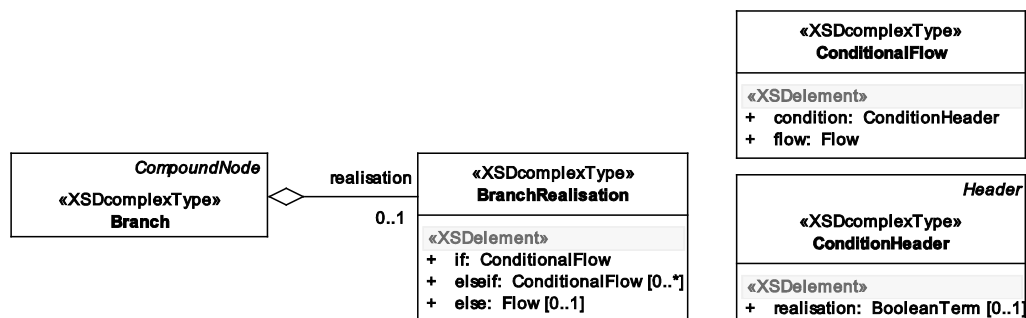 CompoundNode
«XSDcomplexType»
Branch
realisation
0..1
«XSDcomplexType»
BranchRealisation
«XSDelement»
+ if: ConditionalFlow
+ elseif: ConditionalFlow [0..*]
+ else: Flow [0..1]
«XSDcomplexType»
ConditionalFlow
«XSDelement»
+ condition: ConditionHeader
+ flow: Flow
Header
«XSDcomplexType»
ConditionHeader
«XSDelement»
+ realisation: BooleanTerm [0..1]